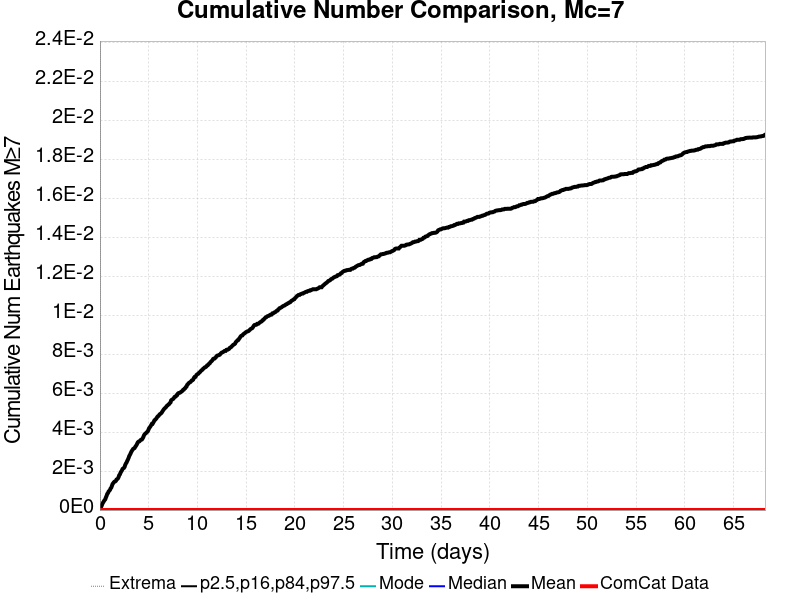 Cumulative Number Comparison, Mc=7
Cumulative Num Earthquakes M≥7
2.4E-2
2.2E-2
2E-2
1.8E-2
1.6E-2
1.4E-2
1.2E-2
1E-2
8E-3
6E-3
4E-3
2E-3
0E0
0 5 10 15 20 25 30 35 40 45 50 55 60 65
Time (days)
Extrema p2.5,p16,p84,p97.5 Mode Median Mean ComCat Data